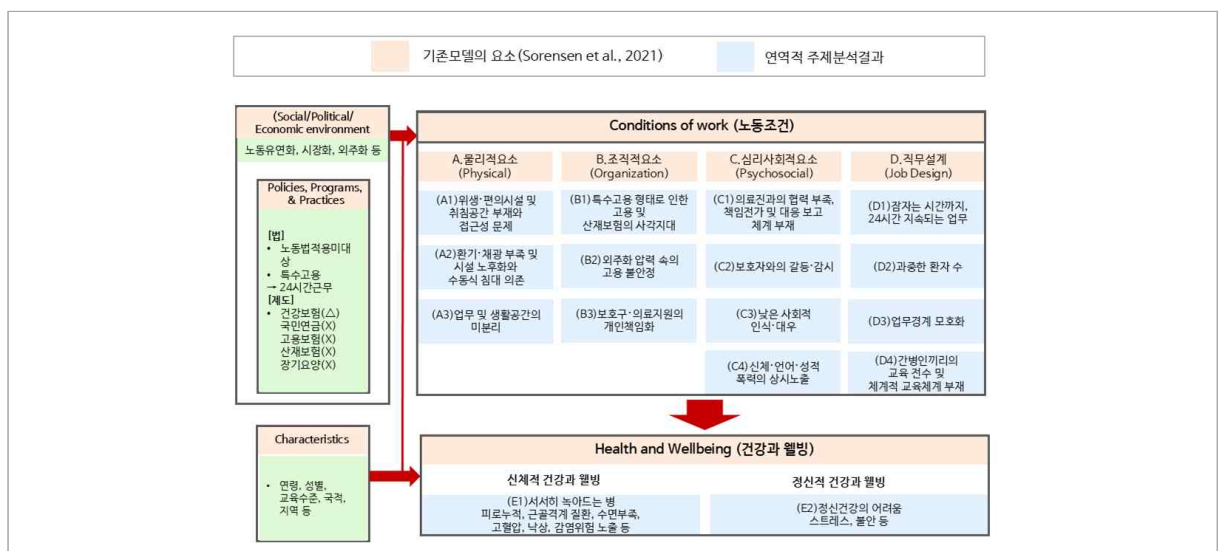 기존모델의 요소(Sorensen et al., 2021)
연역적 주제분석결과
(Social/Political/
Economic environment
노동유연화, 시장화, 외주화 등
Policies, Programs,
& Practices
[법]
• 노동법적용미대
상
• 특수고용
→ 24시간근무
[제도]
• 건강보험(△)
국민연금(X)
고용보험(X)
산재보험(X)
장기요양(X)
Characteristics
• 연령, 성별,
교육수준, 국적,
지역 등
Conditions of work (노동조건)
A.물리적요소
(Physical)
(A1)위생·편의시설 및
취침공간 부재와
접근성 문제
(A2)환기·채광 부족 및
시설 노후화와
수동식 침대 의존
(A3)업무 및 생활공간의
미분리
B.조직적요소
(Organization)
(B1)특수고용 형태로 인한
고용 및
산재보험의 사각지대
(B2)외주화 압력 속의
고용 불안정
(B3)보호구·의료지원의
개인책임화
C.심리사회적요소
(Psychosocial)
(C1)의료진과의 협력 부족,
책임전가 및 대응 보고
체계 부재
(C2)보호자와의 갈등·감시
(C3)낮은 사회적
인식·대우
(C4)신체·언어·성적
폭력의 상시노출
D.직무설계
(Job Design)
(D1)잠자는 시간까지,
24시간 지속되는 업무
(D2)과중한 환자 수
(D3)업무경계 모호화
(D4)간병인끼리의
교육 전수 및
체계적 교육체계 부재
Health and Wellbeing (건강과 웰빙)
신체적 건강과 웰빙
(E1)서서히 녹아드는 병
피로누적, 근골격계 질환, 수면부족,
고혈압, 낙상, 감염위험 노출 등
정신적 건강과 웰빙
(E2)정신건강의 어려움
스트레스, 불안 등